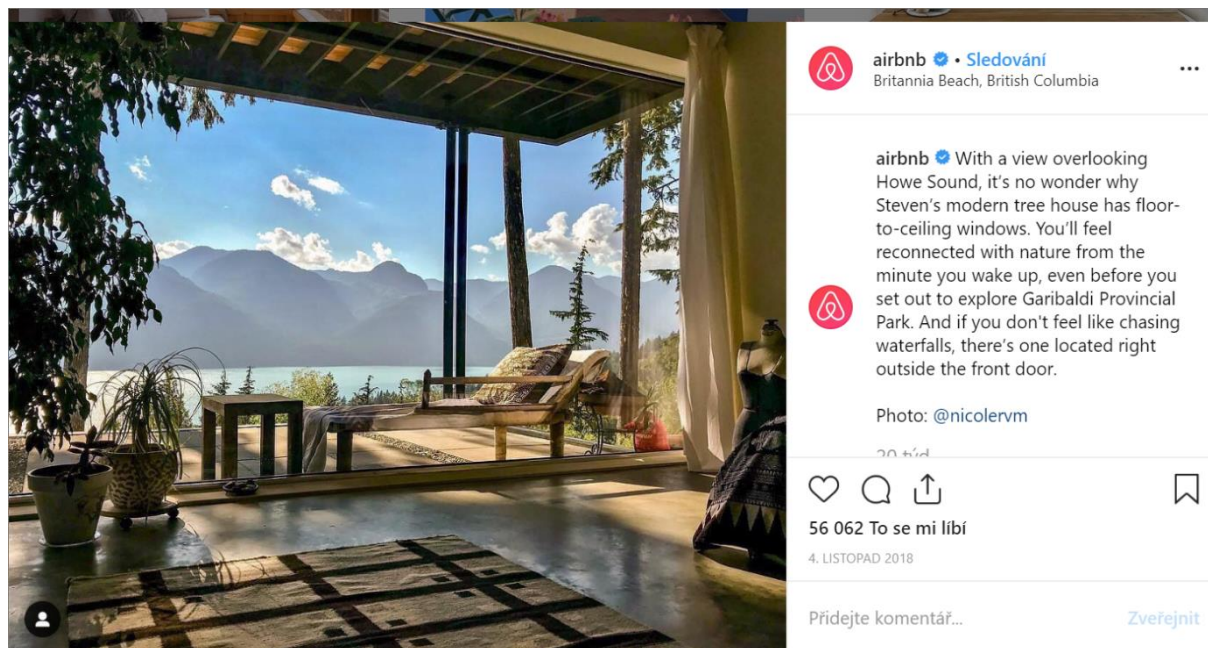 airbnb • Sledování
Britannia Beach, British Columbia
airbnb With a view overlooking
Howe Sound, it's no wonder why
Steven's modern tree house has floor-
to-ceiling windows. You'll feel
reconnected with nature from the
minute you wake up, even before you
set out to explore Garibaldi Provincial
Park. And if you don't feel like chasing
waterfalls, there's one located right
outside the front door.
Photo: @nicolervm
20 týd.
56 062 To se mi líbí
4. LISTOPAD 2018
Přidejte komentář...
Zveřejnit